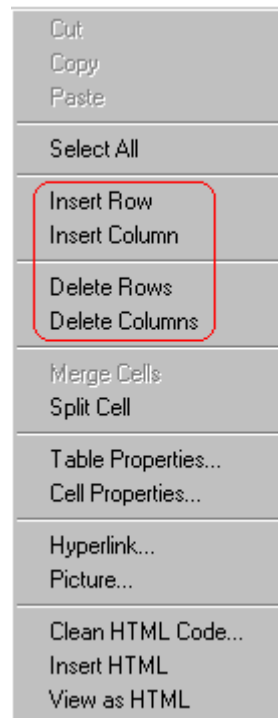 Cut
Copy
Paste
Select All
Insert Row
Insert Column
Delete Rows
Delete Columns
Merge Cells
Split Cell
Table Properties...
Cell Properties...
Hyperlink...
Picture...
Clean HTML Code...
Insert HTML
View as HTML